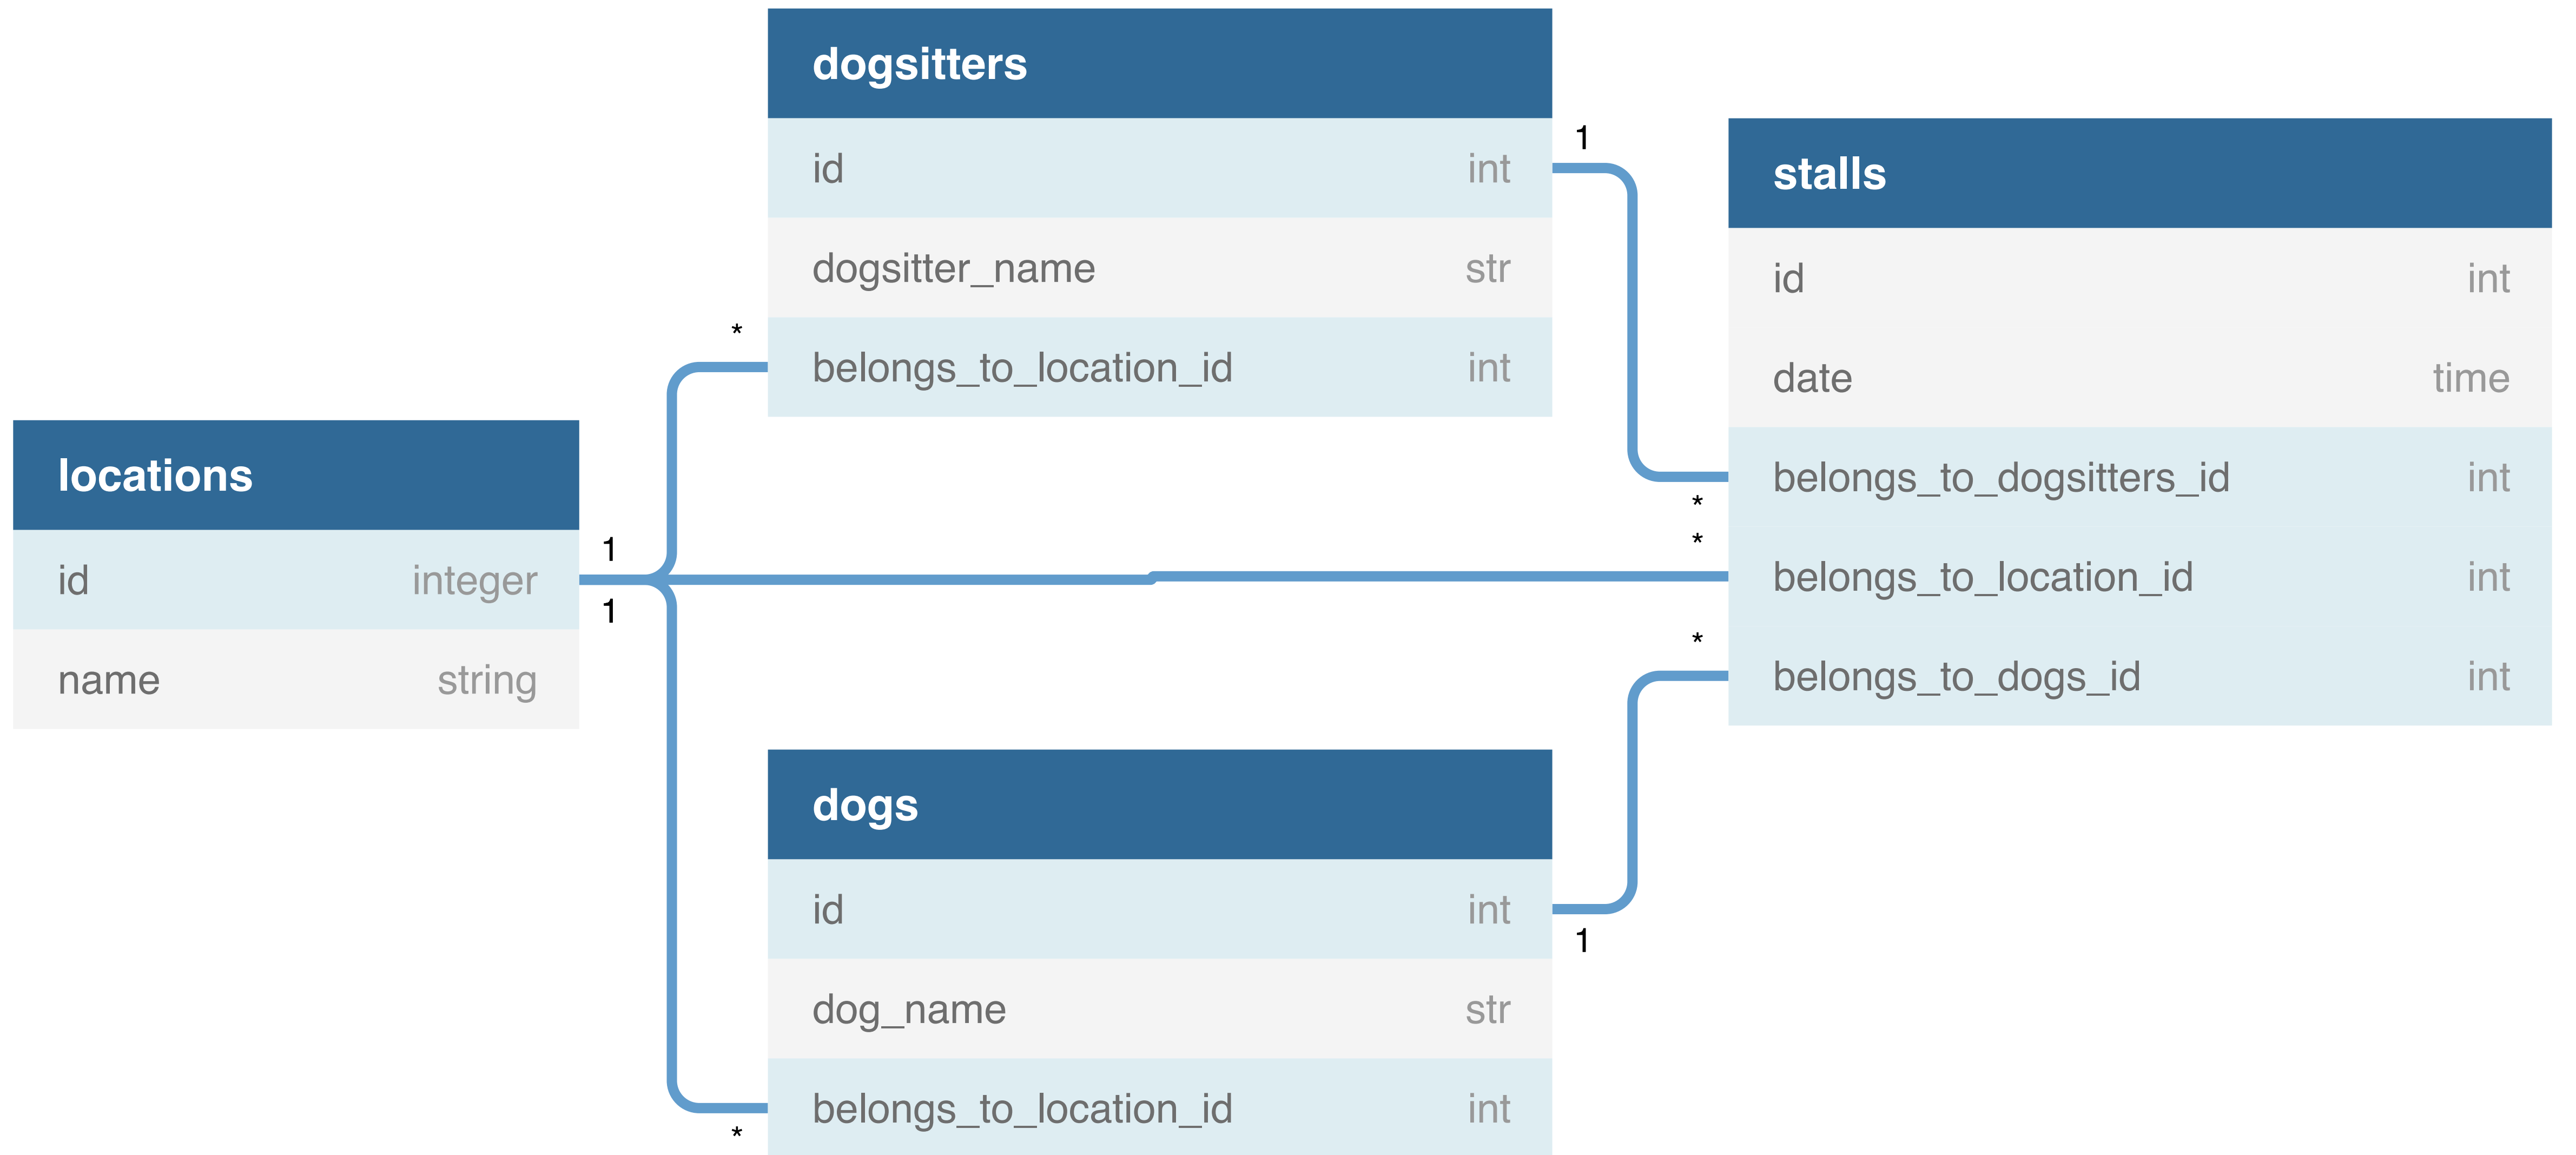 dogsitters
id int
dogsitter_name str
belongs_to_location_id int
1
*
stalls
id int
date time
belongs_to_dogsitters_id int
belongs_to_location_id int
belongs_to_dogs_id int
*
*
*
locations
id integer
name string
1
1
dogs
id int
dog_name str
belongs_to_location_id int
1
*